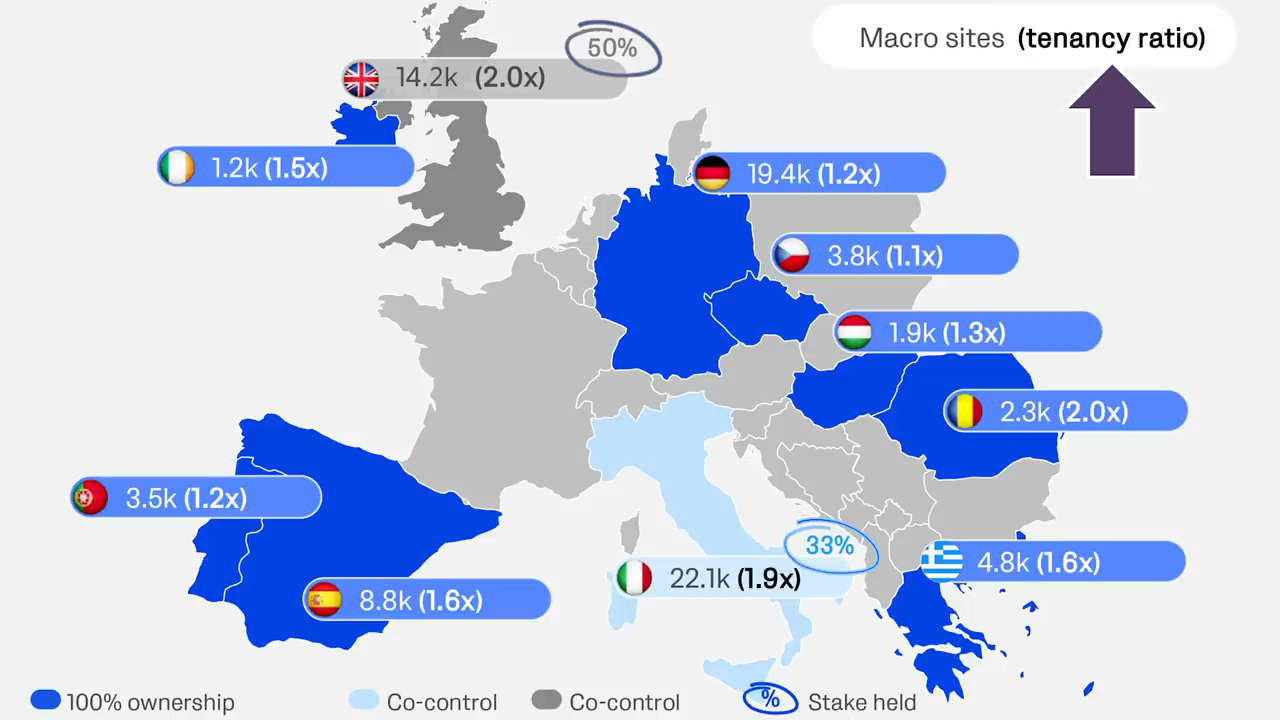 Macro sites (tenancy ratio)
50%
14.2k (2.0x)
1.2k (1.5x)
19.4k (1.2x)
3.8k (1.1x)
1.9k (1.3x)
2.3k (2.0x)
3.5k (1.2x)
33%
4.8k (1.6x)
22.1k (1.9x)
8.8k (1.6x)
100% ownership
Co-control
Co-control
% Stake held